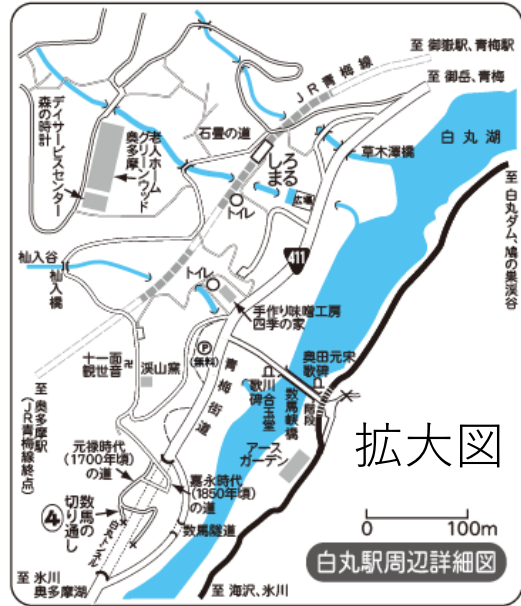 至 御嶽駅、青梅駅
JR青梅線
至 御岳、青梅
デイサービスセンター
森の時計
老人ホーム
グリーンウッド
奥多摩
石畳の道
しろまる
広場
草木潭橋
白丸湖
至 白丸ダム、鳩の巣渓谷
トイレ
杣入谷
杣入橋
トイレ
411
手作り味噌工房
四季の家
十一面
観世音
卍
渓山窯
P
(無料)
青梅街道
川合玉堂
歌碑
数馬峡橋
奥田元宋
歌碑
階段
至 奥多摩駅
(JR青梅線終点)
アース
ガーデン
拡大図
元禄時代
(1700年頃)
の道
嘉永時代
(1850年頃)
の道
4
数馬の
切り通し
白丸トンネル
数馬隧道
0 100m
白丸駅周辺詳細図
至 氷川
奥多摩湖
至 海沢、氷川